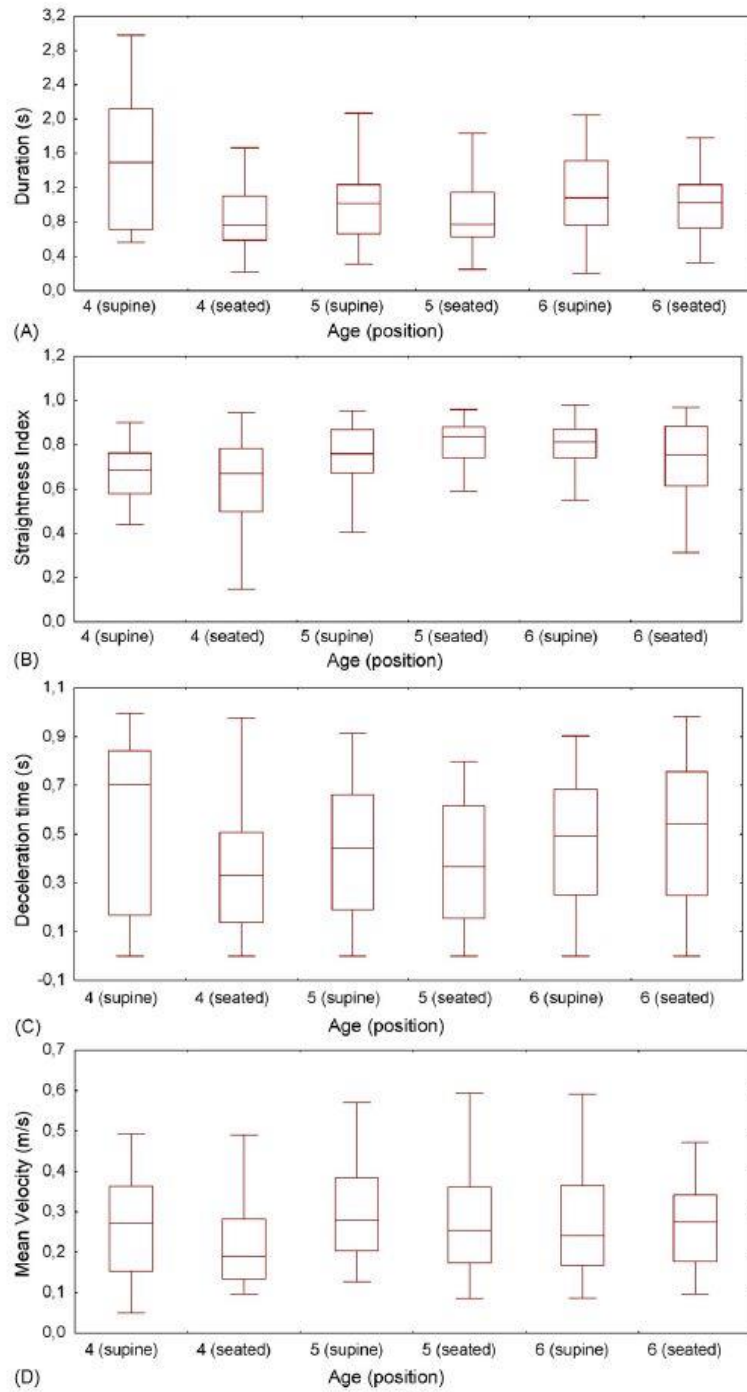 3,2
2,8
2,4
2,0
1,6
1,2
0,8
0,4
0,0
Duration (s)
4 (supine) 4 (seated) 5 (supine) 5 (seated) 6 (supine) 6 (seated)
(A) Age (position)
1,2
1,0
0,8
0,6
0,4
0,2
0,0
Straightness Index
4 (supine) 4 (seated) 5 (supine) 5 (seated) 6 (supine) 6 (seated)
(B) Age (position)
1,1
0,9
0,7
0,5
0,3
0,1
-0,1
Deceleration time (s)
4 (supine) 4 (seated) 5 (supine) 5 (seated) 6 (supine) 6 (seated)
(C) Age (position)
0,7
0,6
0,5
0,4
0,3
0,2
0,1
0,0
Mean Velocity (m/s)
4 (supine) 4 (seated) 5 (supine) 5 (seated) 6 (supine) 6 (seated)
(D) Age (position)